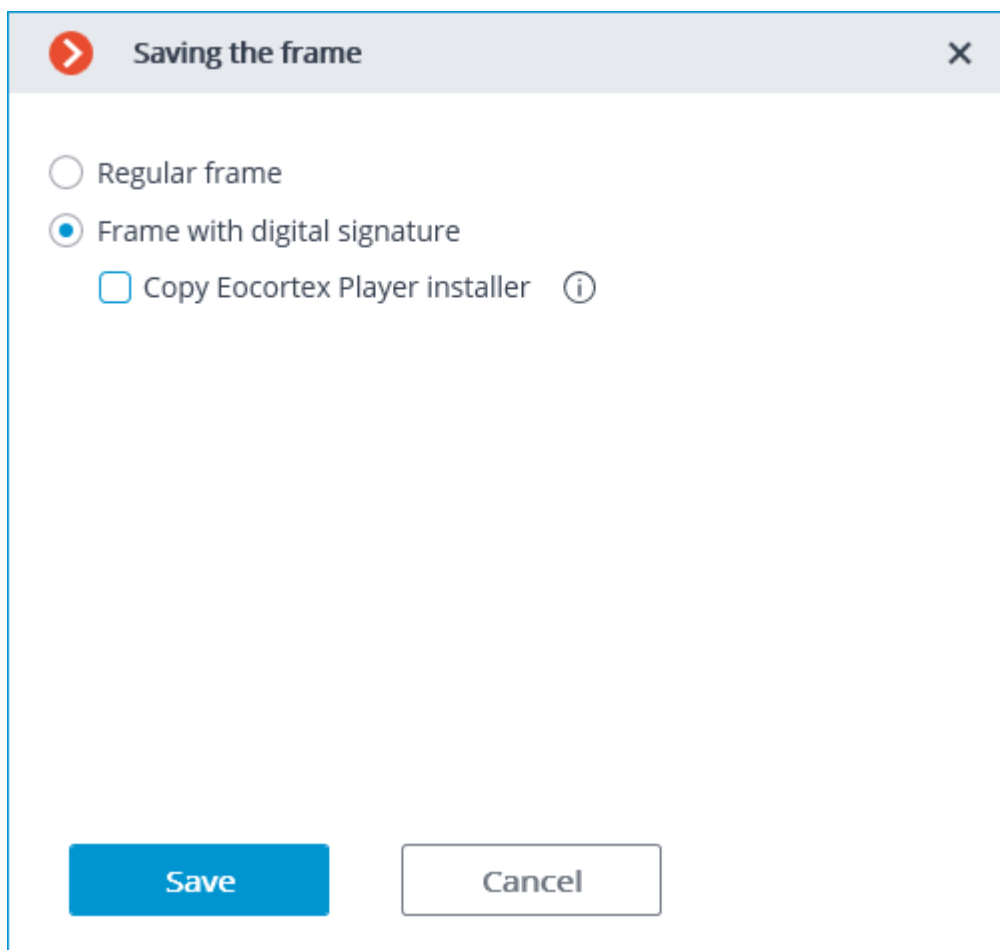 Saving the frame
Regular frame
Frame with digital signature
Copy Eocortex Player installer
Save
Cancel